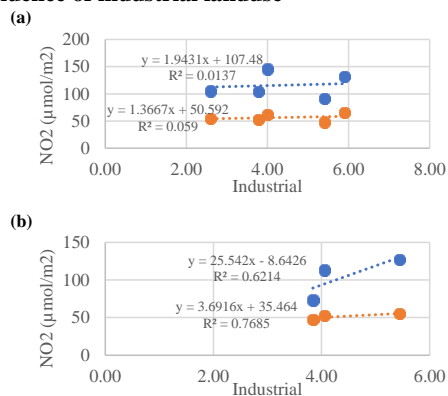 (a)
200
150
100
50
0
NO2 (µmol/m2)
y = 1.9431x + 107.48
R² = 0.0137
y = 1.3667x + 50.592
R² = 0.059
0.00 2.00 4.00 6.00 8.00
Industrial
(b)
150
100
50
0
NO2 (µmol/m2)
y = 25.542x - 8.6426
R² = 0.6214
y = 3.6916x + 35.464
R² = 0.7685
0.00 2.00 4.00 6.00
Industrial